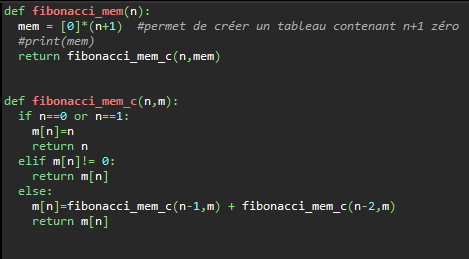 def fibonacci_mem(n):
  mem = [0]*(n+1)  #permet de créer un tableau contenant n+1 zéro
  #print(mem)
  return fibonacci_mem_c(n,mem)

def fibonacci_mem_c(n,m):
  if n==0 or n==1:
    m[n]=n
    return n
  elif m[n]!= 0:
    return m[n]
  else:
    m[n]=fibonacci_mem_c(n-1,m) + fibonacci_mem_c(n-2,m)
    return m[n]